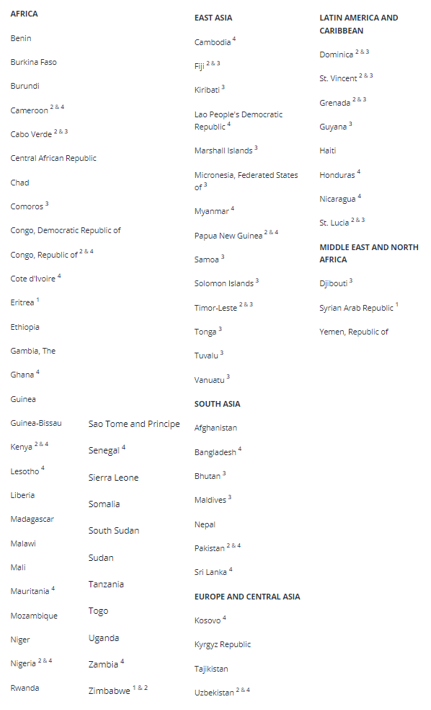 AFRICA
Benin
Burkina Faso
Burundi
Cameroon 2 & 4
Cabo Verde 2 & 3
Central African Republic
Chad
Comoros 3
Congo, Democratic Republic of
Congo, Republic of 2 & 4
Cote d'Ivoire 4
Eritrea 1
Ethiopia
Gambia, The
Ghana 4
Guinea
Guinea-Bissau
Kenya 2 & 4
Lesotho 4
Liberia
Madagascar
Malawi
Mali
Mauritania 4
Mozambique
Niger
Nigeria 2 & 4
Rwanda
Sao Tome and Principe
Senegal 4
Sierra Leone
Somalia
South Sudan
Sudan
Tanzania
Togo
Uganda
Zambia 4
Zimbabwe 1 & 2
EAST ASIA
Cambodia 4
Fiji 2 & 3
Kiribati 3
Lao People's Democratic
Republic 4
Marshall Islands 3
Micronesia, Federated States
of 3
Myanmar 4
Papua New Guinea 2 & 4
Samoa 3
Solomon Islands 3
Timor-Leste 2 & 3
Tonga 3
Tuvalu 3
Vanuatu 3
SOUTH ASIA
Afghanistan
Bangladesh 4
Bhutan 3
Maldives 3
Nepal
Pakistan 2 & 4
Sri Lanka 4
EUROPE AND CENTRAL ASIA
Kosovo 4
Kyrgyz Republic
Tajikistan
Uzbekistan 2 & 4
LATIN AMERICA AND
CARIBBEAN
Dominica 2 & 3
St. Vincent 2 & 3
Grenada 2 & 3
Guyana 3
Haiti
Honduras 4
Nicaragua 4
St. Lucia 2 & 3
MIDDLE EAST AND NORTH
AFRICA
Djibouti 3
Syrian Arab Republic 1
Yemen, Republic of